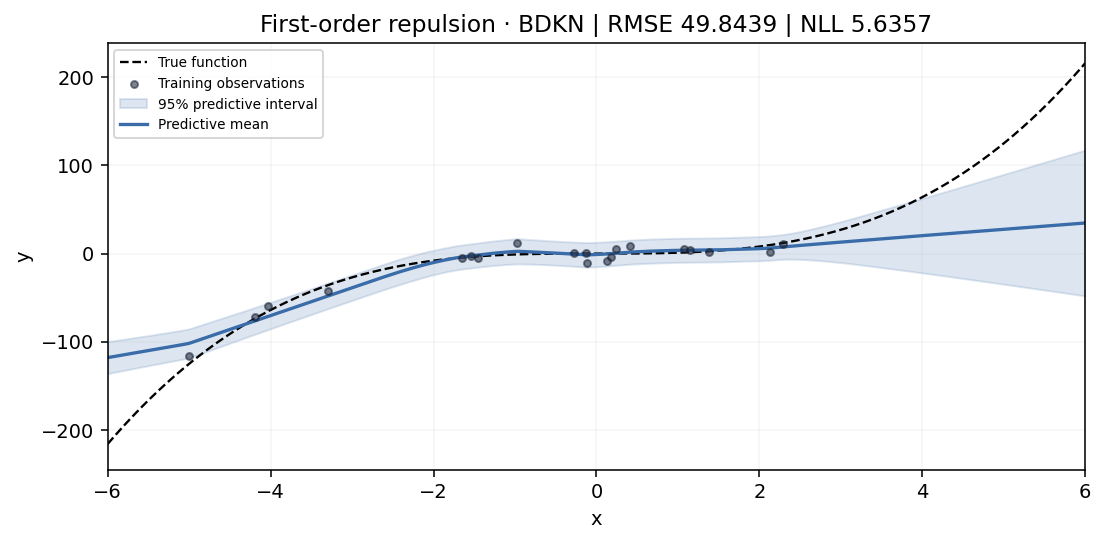 First-order repulsion · BDKN | RMSE 49.8439 | NLL 5.6357
True function
Training observations
95% predictive interval
Predictive mean
y
200
100
0
−100
−200
−6
−4
−2
0
2
4
6
x